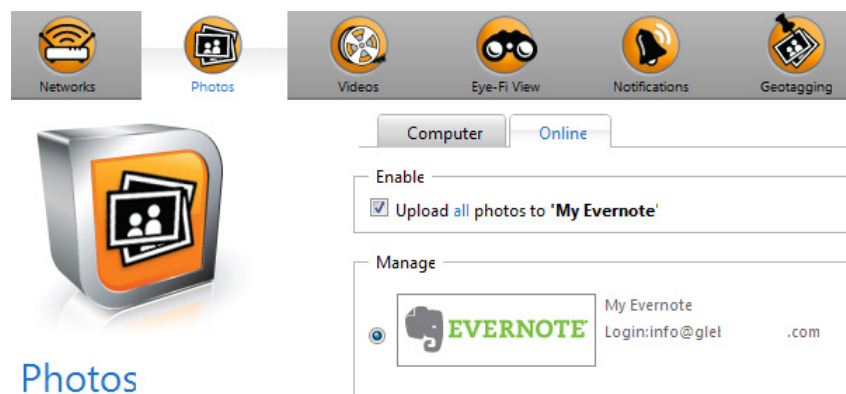 Networks
Photos
Videos
Eye-Fi View
Notifications
Geotagging
Computer
Online
Enable
Upload all photos to 'My Evernote'
Manage
EVERNOTE
My Evernote
Login:info@glel .com
Photos